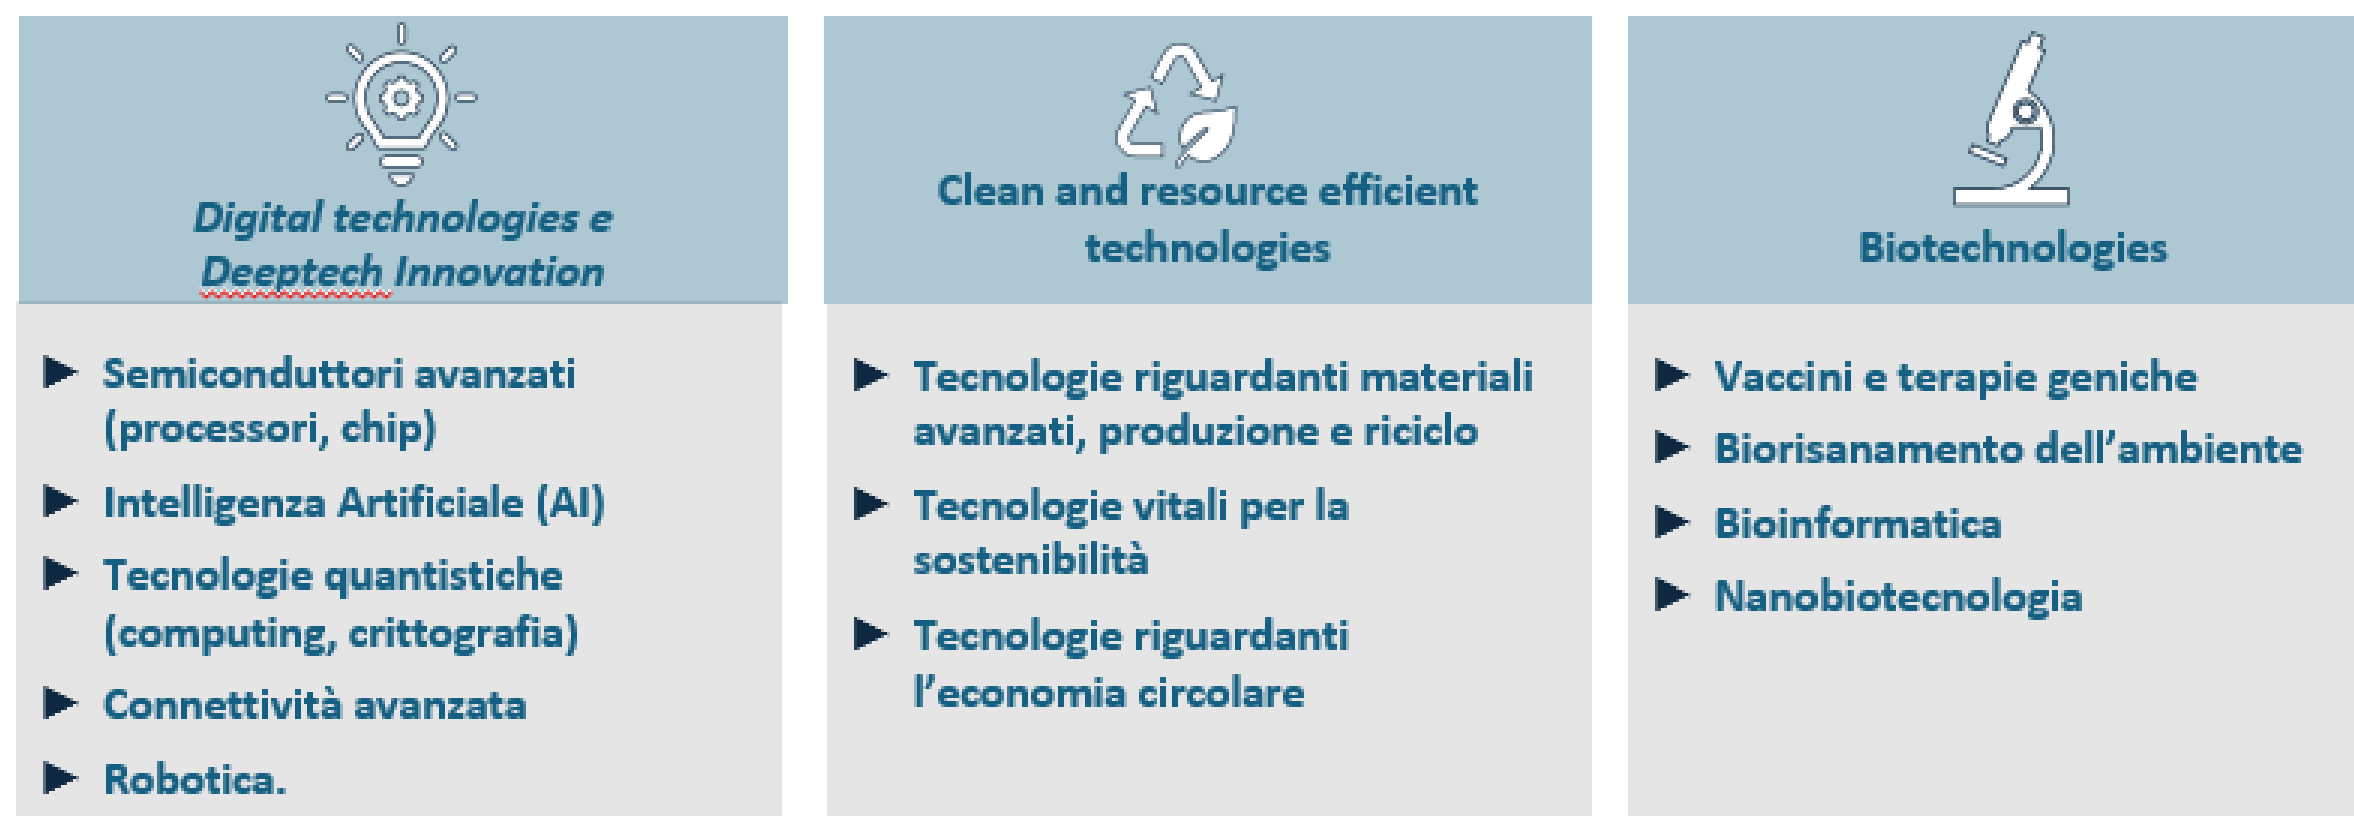 Digital technologies e
Deeptech Innovation
Semiconduttori avanzati
(processori, chip)
Intelligenza Artificiale (AI)
Tecnologie quantistiche
(computing, crittografia)
Connettività avanzata
Robotica.
Clean and resource efficient
technologies
Tecnologie riguardanti materiali
avanzati, produzione e riciclo
Tecnologie vitali per la
sostenibilità
Tecnologie riguardanti
l’economia circolare
Biotechnologies
Vaccini e terapie geniche
Biorisanamento dell’ambiente
Bioinformatica
Nanobiotecnologia